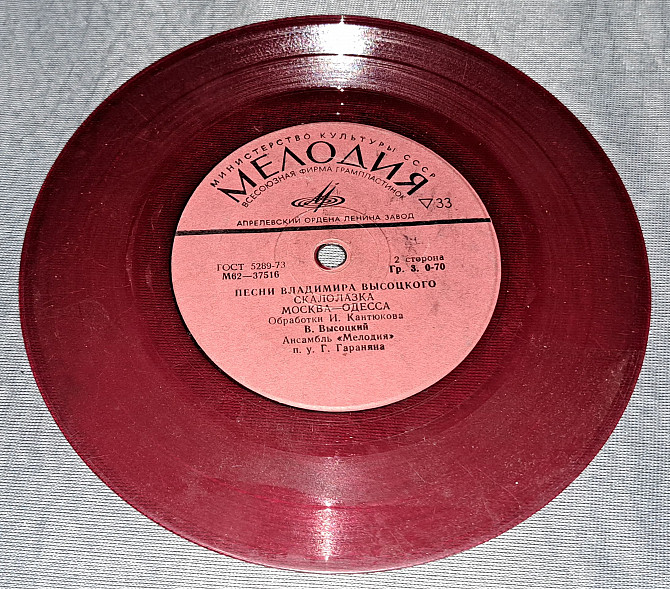 МИНИСТЕРСТВО КУЛЬТУРЫ СССР
МЕЛОДИЯ
ВСЕСОЮЗНАЯ ФИРМА ГРАМПЛАСТИНОК
▽33
АПРЕЛЕВСКИЙ ОРДЕНА ЛЕНИНА ЗАВОД
ГОСТ 5289-73
М62—37516
2 сторона
Гр. 3. 0-70
ПЕСНИ ВЛАДИМИРА ВЫСОЦКОГО
СКАЛОЛАЗКА
МОСКВА—ОДЕССА
Обработки И. Кантюкова
В. Высоцкий
Ансамбль «Мелодия»
п. у. Г. Гараняна